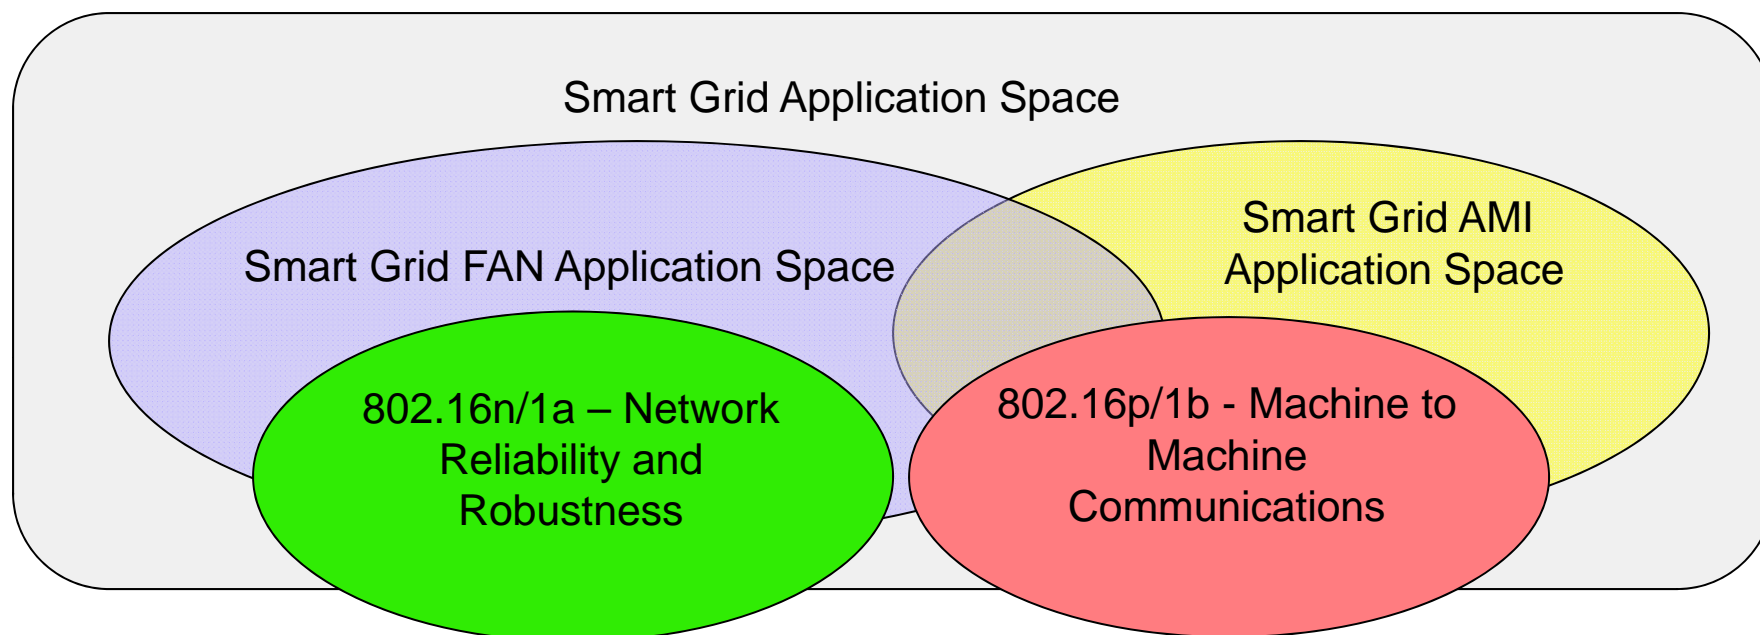 Smart Grid Application Space
Smart Grid AMI
Application Space
Smart Grid FAN Application Space
802.16n/1a – Network
Reliability and
Robustness
802.16p/1b - Machine to
Machine
Communications